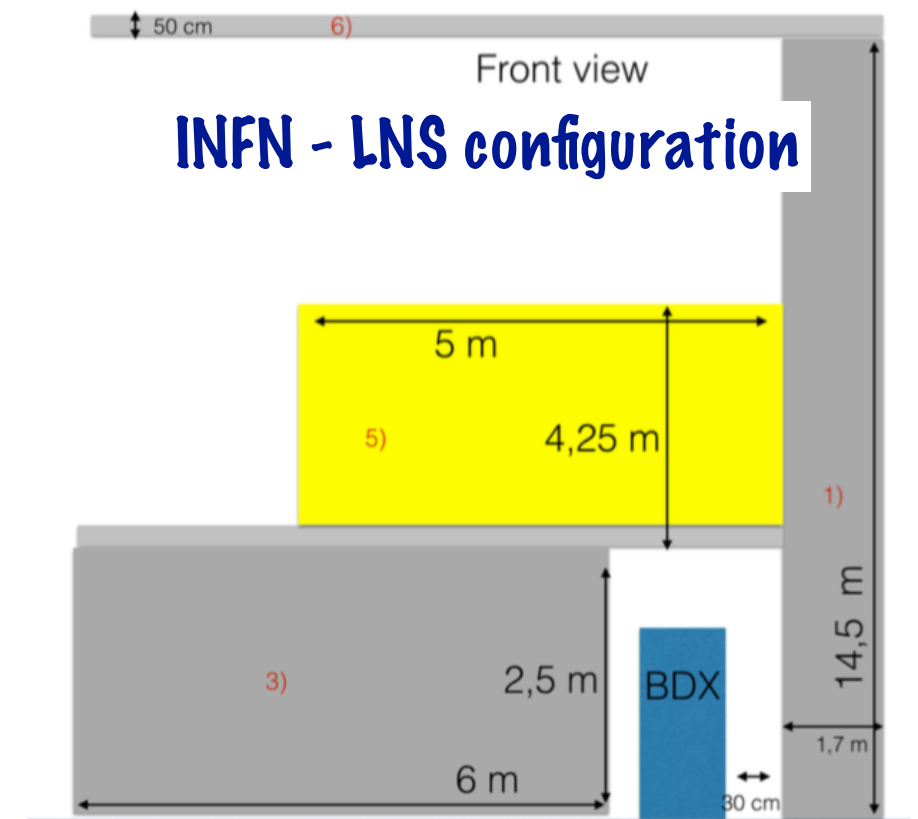 50 cm
6)
Front view
INFN - LNS configuration
5 m
5)
4,25 m
1)
14,5 m
3)
2,5 m
BDX
1,7 m
6 m
30 cm